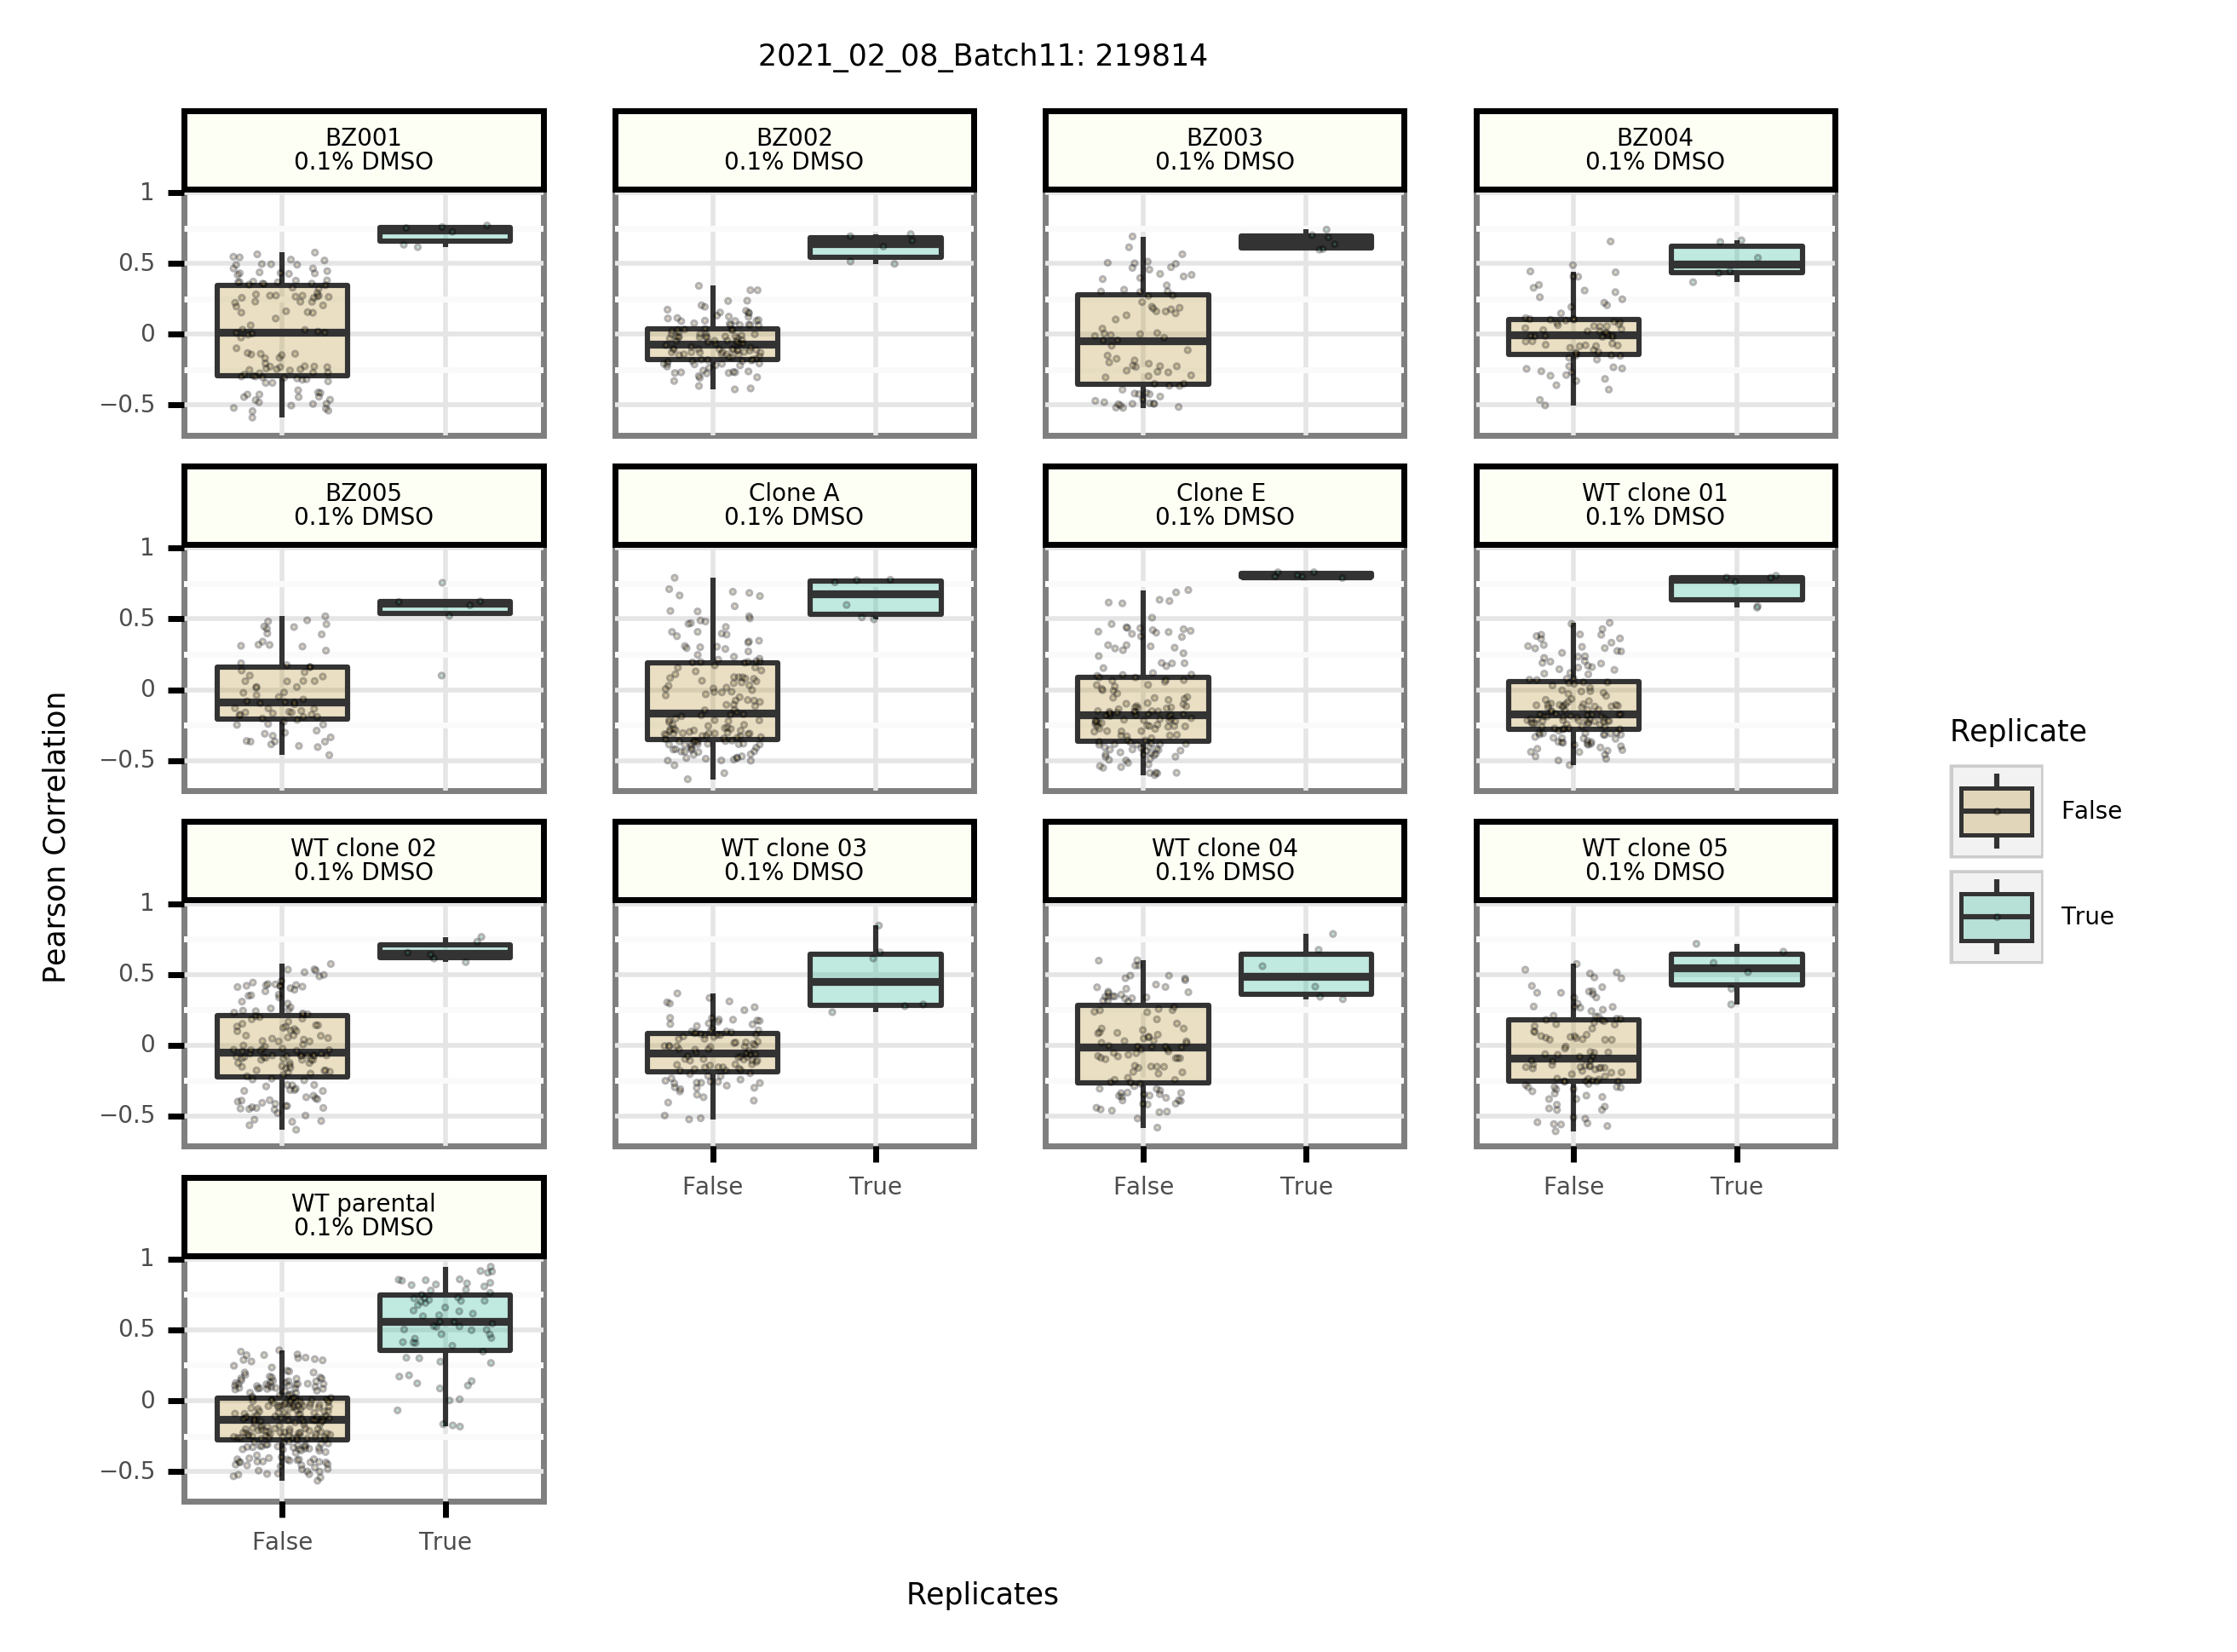 2021_02_08_Batch11: 219814
BZ001
0.1% DMSO
BZ002
0.1% DMSO
BZ003
0.1% DMSO
BZ004
0.1% DMSO
1
0.5
0
−0.5
BZ005
0.1% DMSO
Clone A
0.1% DMSO
Clone E
0.1% DMSO
WT clone 01
0.1% DMSO
1
0.5
0
−0.5
WT clone 02
0.1% DMSO
WT clone 03
0.1% DMSO
WT clone 04
0.1% DMSO
WT clone 05
0.1% DMSO
1
0.5
0
−0.5
False
True
False
True
False
True
WT parental
0.1% DMSO
1
0.5
0
−0.5
False
True
Replicates
Pearson Correlation
Replicate
False
True